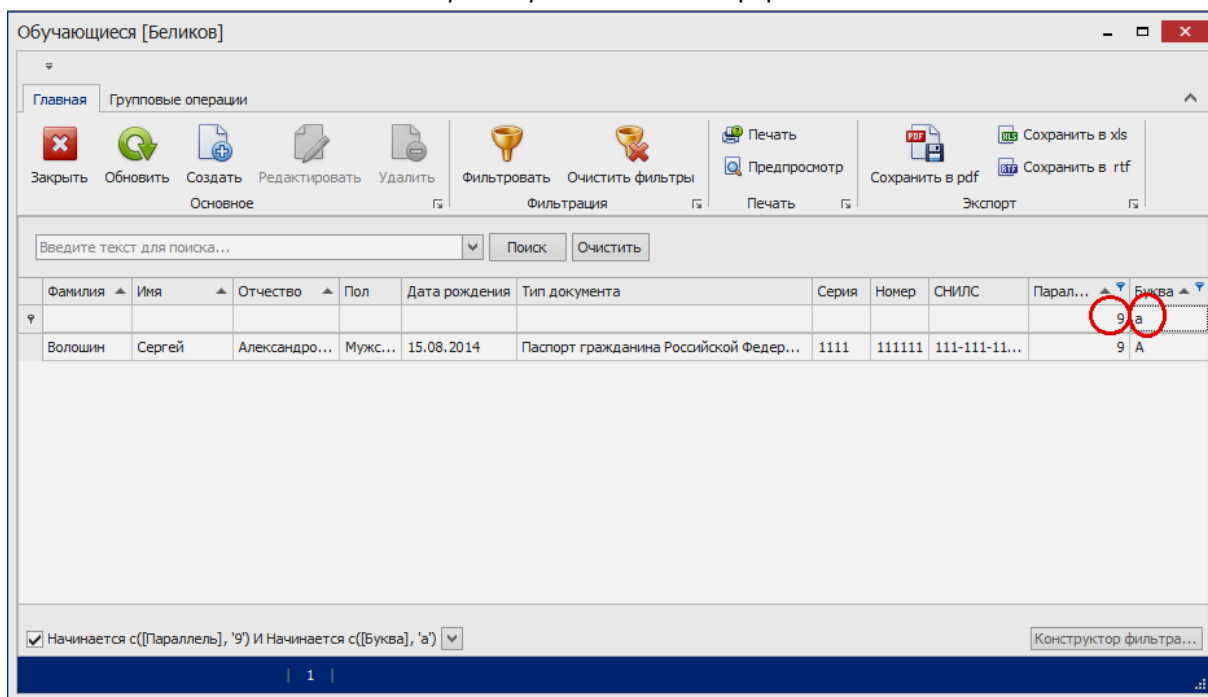 Обучающиеся [Беликов]
Главная Групповые операции
Закрыть Обновить Создать Редактировать Удалить Фильтровать Очистить фильтры Печать Предпросмотр Сохранить в pdf Сохранить в xls Сохранить в rtf
Основное Фильтрация Печать Экспорт
Введите текст для поиска... Поиск Очистить
Фамилия Имя Отчество Пол Дата рождения Тип документа Серия Номер СНИЛС Парал... Буква
9 а
Волошин Сергей Александро... Мужс... 15.08.2014 Паспорт гражданина Российской Федер... 1111 111111 111-111-11... 9 А
Начинается с([Параллель], '9') И Начинается с([Буква], 'а') Конструктор фильтра...
1